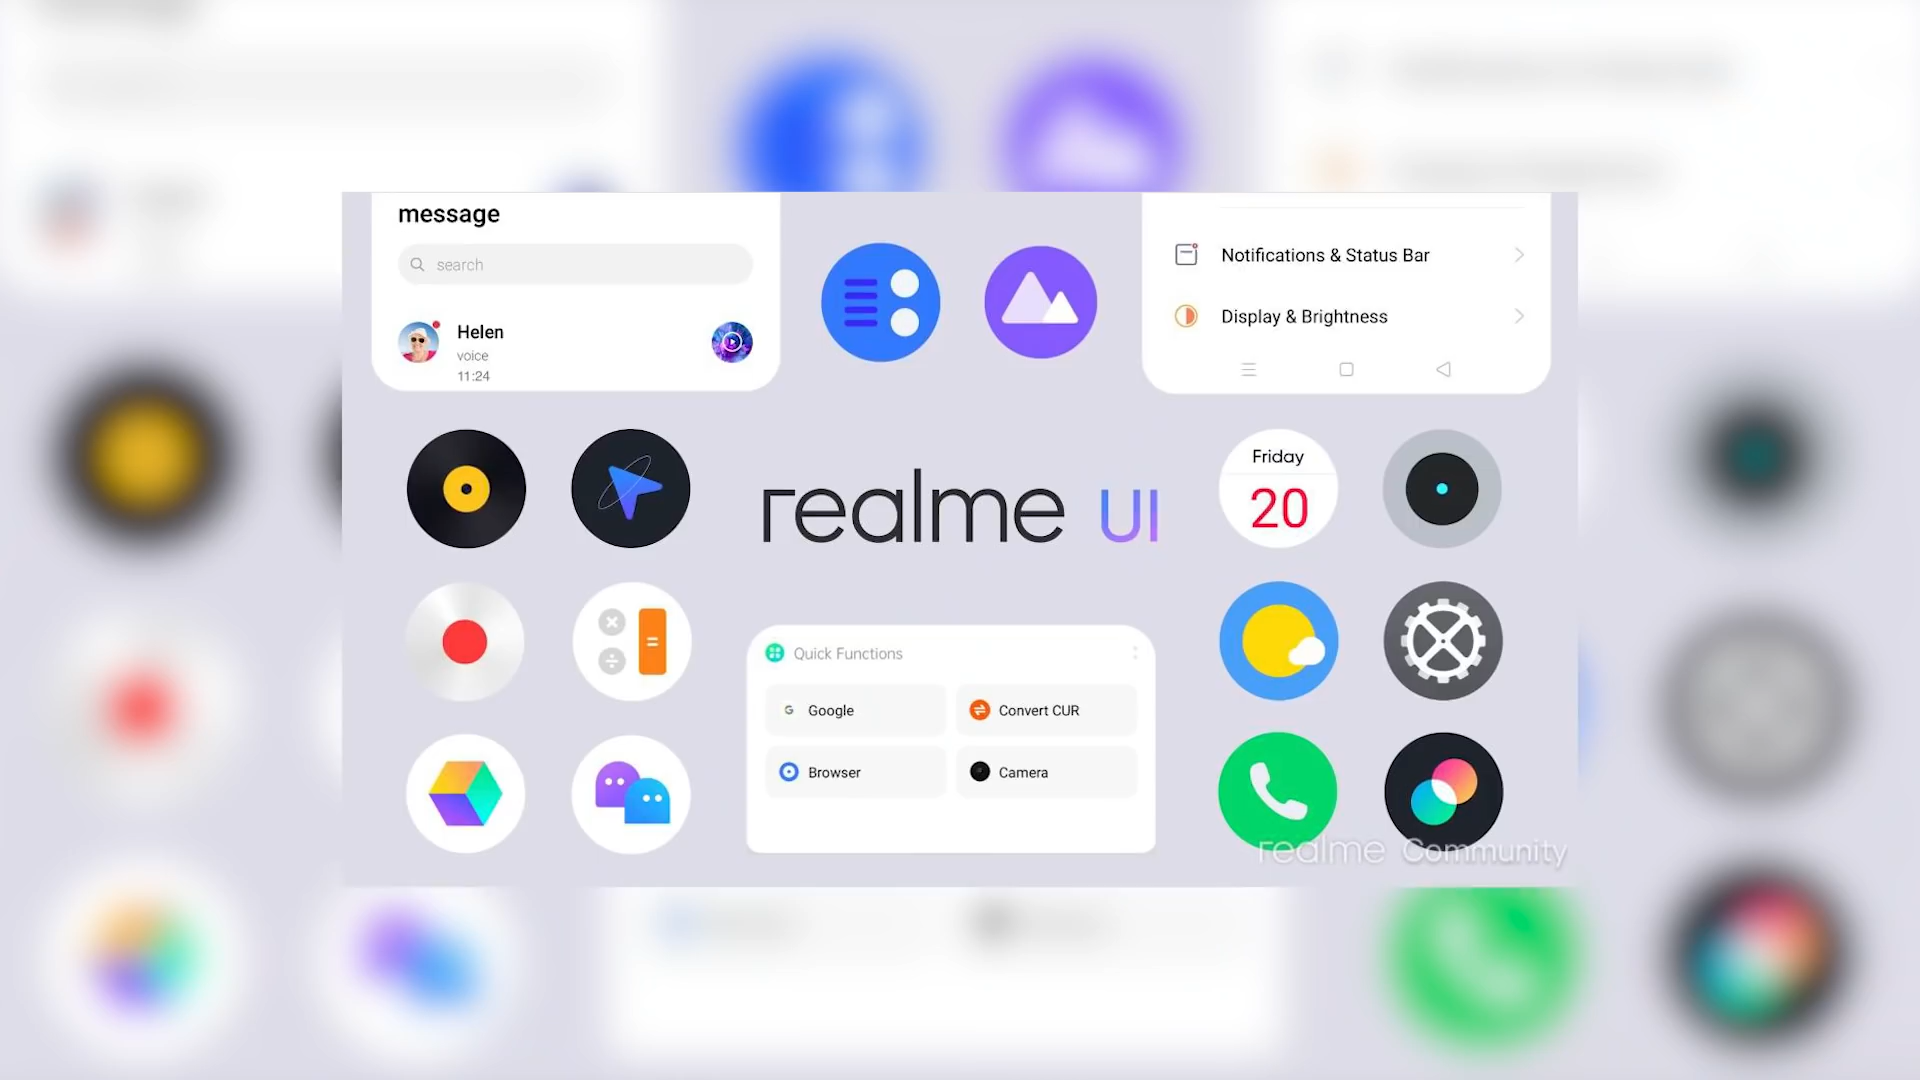 message
search
Helen
voice
11:24
Notifications & Status Bar
Display & Brightness
realme UI
Friday
20
Quick Functions
G Google
Convert CUR
Browser
Camera
realme Community